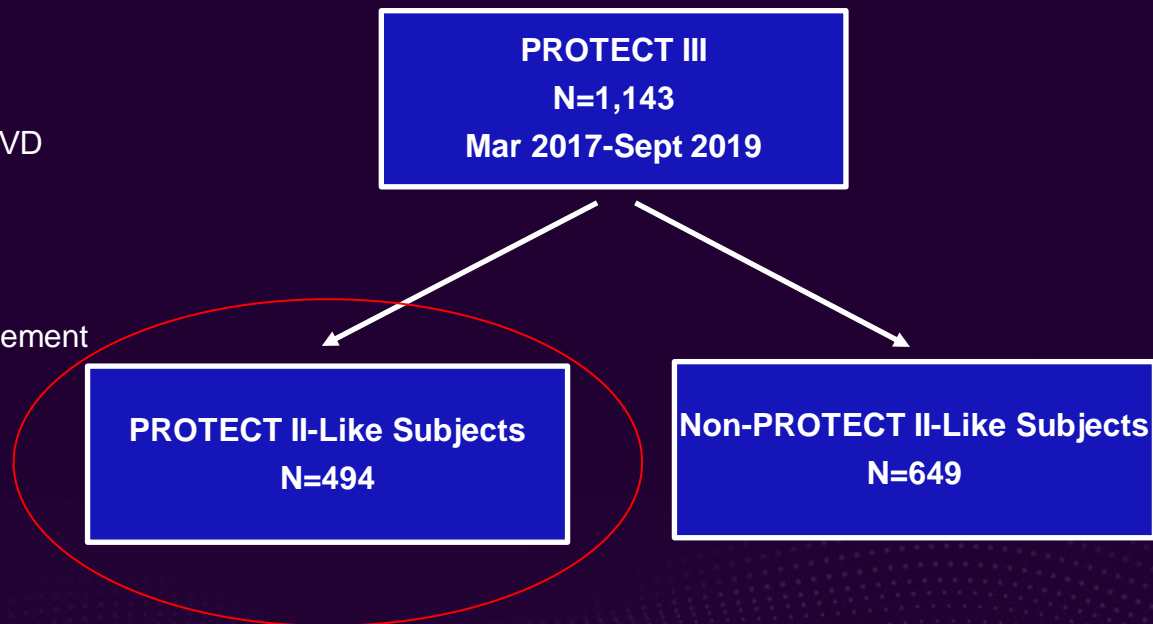 PROTECT III
N=1,143
Mar 2017-Sept 2019
VD
ement
PROTECT II-Like Subjects
N=494
Non-PROTECT II-Like Subjects
N=649